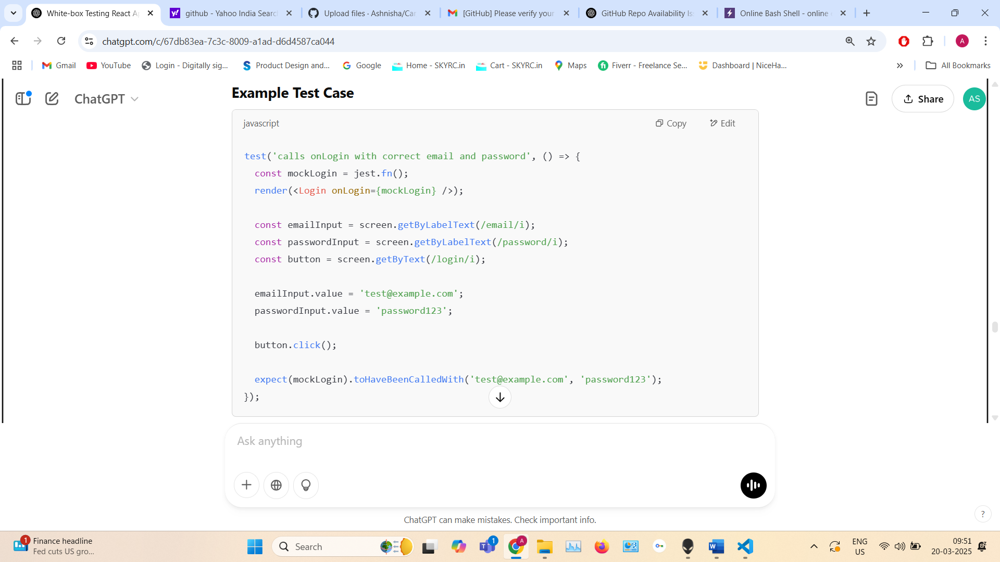 White-box Testing React Ap
github - Yahoo India Searc
Upload files · Ashnisha/Car
[GitHub] Please verify your
GitHub Repo Availability Iss
Online Bash Shell - online
chatgpt.com/c/67db83ea-7c3c-8009-a1ad-d6d4587ca044
A
Gmail
YouTube
Login - Digitally sig...
Product Design and...
Google
Home - SKYRC.in
Cart - SKYRC.in
Maps
Fiverr - Freelance Se...
Dashboard | NiceHa...
All Bookmarks
ChatGPT
Example Test Case
Share
AS
javascript
Copy
Edit
test('calls onLogin with correct email and password', () => {
const mockLogin = jest.fn();
render(<Login onLogin={mockLogin} />);
const emailInput = screen.getByLabelText(/email/i);
const passwordInput = screen.getByLabelText(/password/i);
const button = screen.getByText(/login/i);
emailInput.value = 'test@example.com';
passwordInput.value = 'password123';
button.click();
expect(mockLogin).toHaveBeenCalledWith('test@example.com', 'password123');
});
Ask anything
ChatGPT can make mistakes. Check important info.
?
1
Finance headline
Fed cuts US gro...
Search
1
A
ENG
US
09:51
20-03-2025